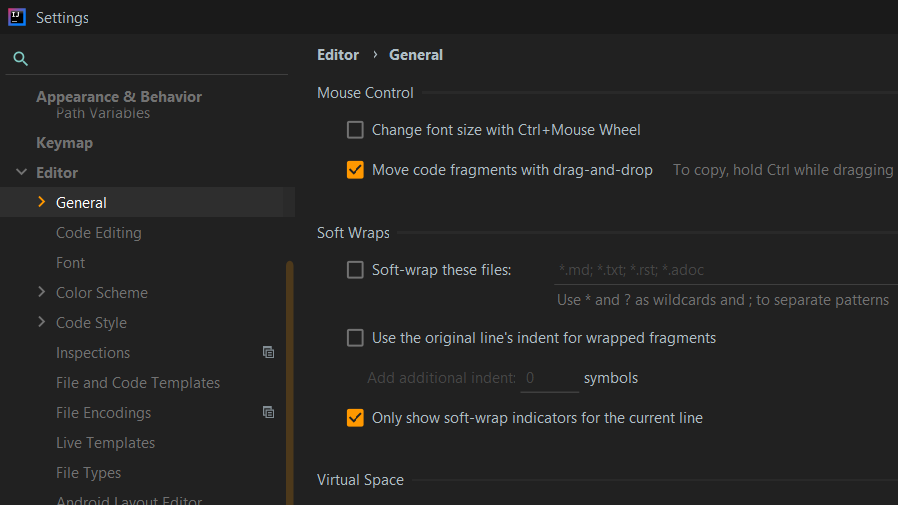 IJ
Settings
Appearance & Behavior
Path Variables
Keymap
Editor
General
Code Editing
Font
Color Scheme
Code Style
Inspections
File and Code Templates
File Encodings
Live Templates
File Types
Android Layout Editor
Editor › General
Mouse Control
Change font size with Ctrl+Mouse Wheel
Move code fragments with drag-and-drop To copy, hold Ctrl while dragging
Soft Wraps
Soft-wrap these files: *.md; *.txt; *.rst; *.adoc
Use * and ? as wildcards and ; to separate patterns
Use the original line's indent for wrapped fragments
Add additional indent: 0 symbols
Only show soft-wrap indicators for the current line
Virtual Space